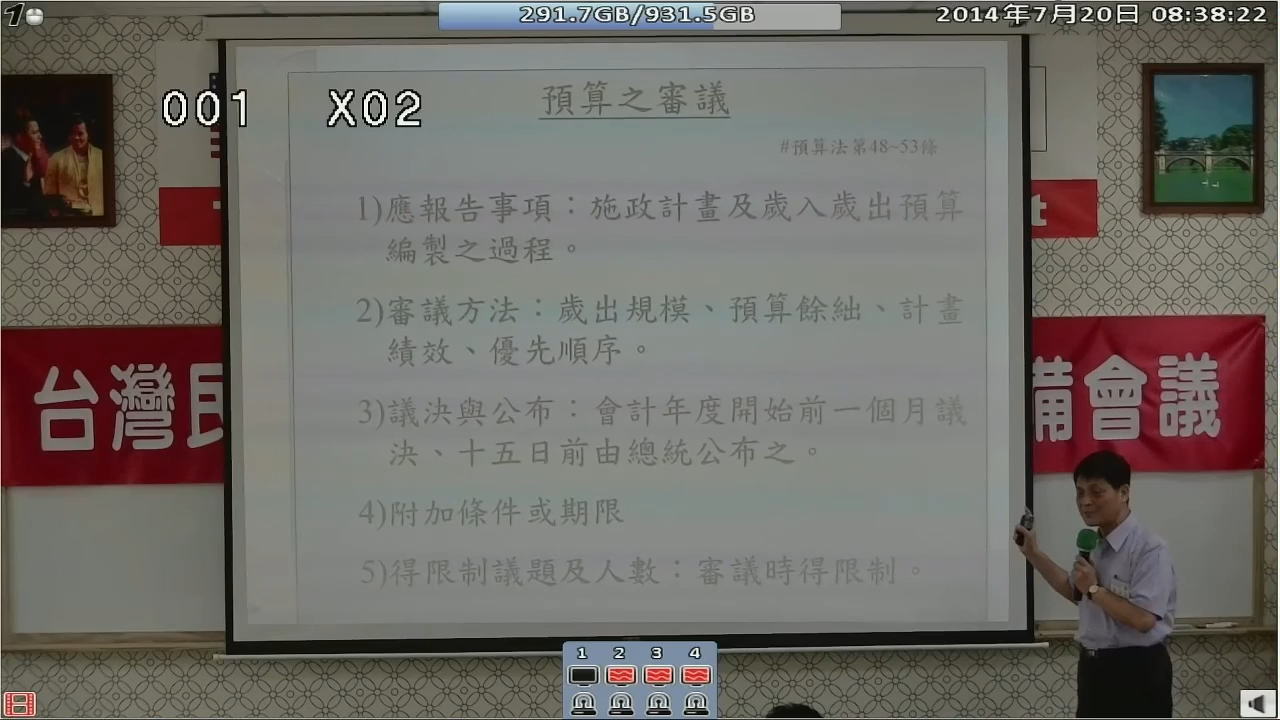 1
291.7GB/931.5GB
2014年7月20日 08:38:22
001 X02
預算之審議
#預算法第48~53條
1)應報告事項：施政計畫及歲入歲出預算
編製之過程。
2)審議方法：歲出規模、預算餘絀、計畫
績效、優先順序。
3)議決與公布：會計年度開始前一個月議
決、十五日前由總統公布之。
4)附加條件或期限
5)得限制議題及人數：審議時得限制。
t
台灣民
備會議
1 2 3 4